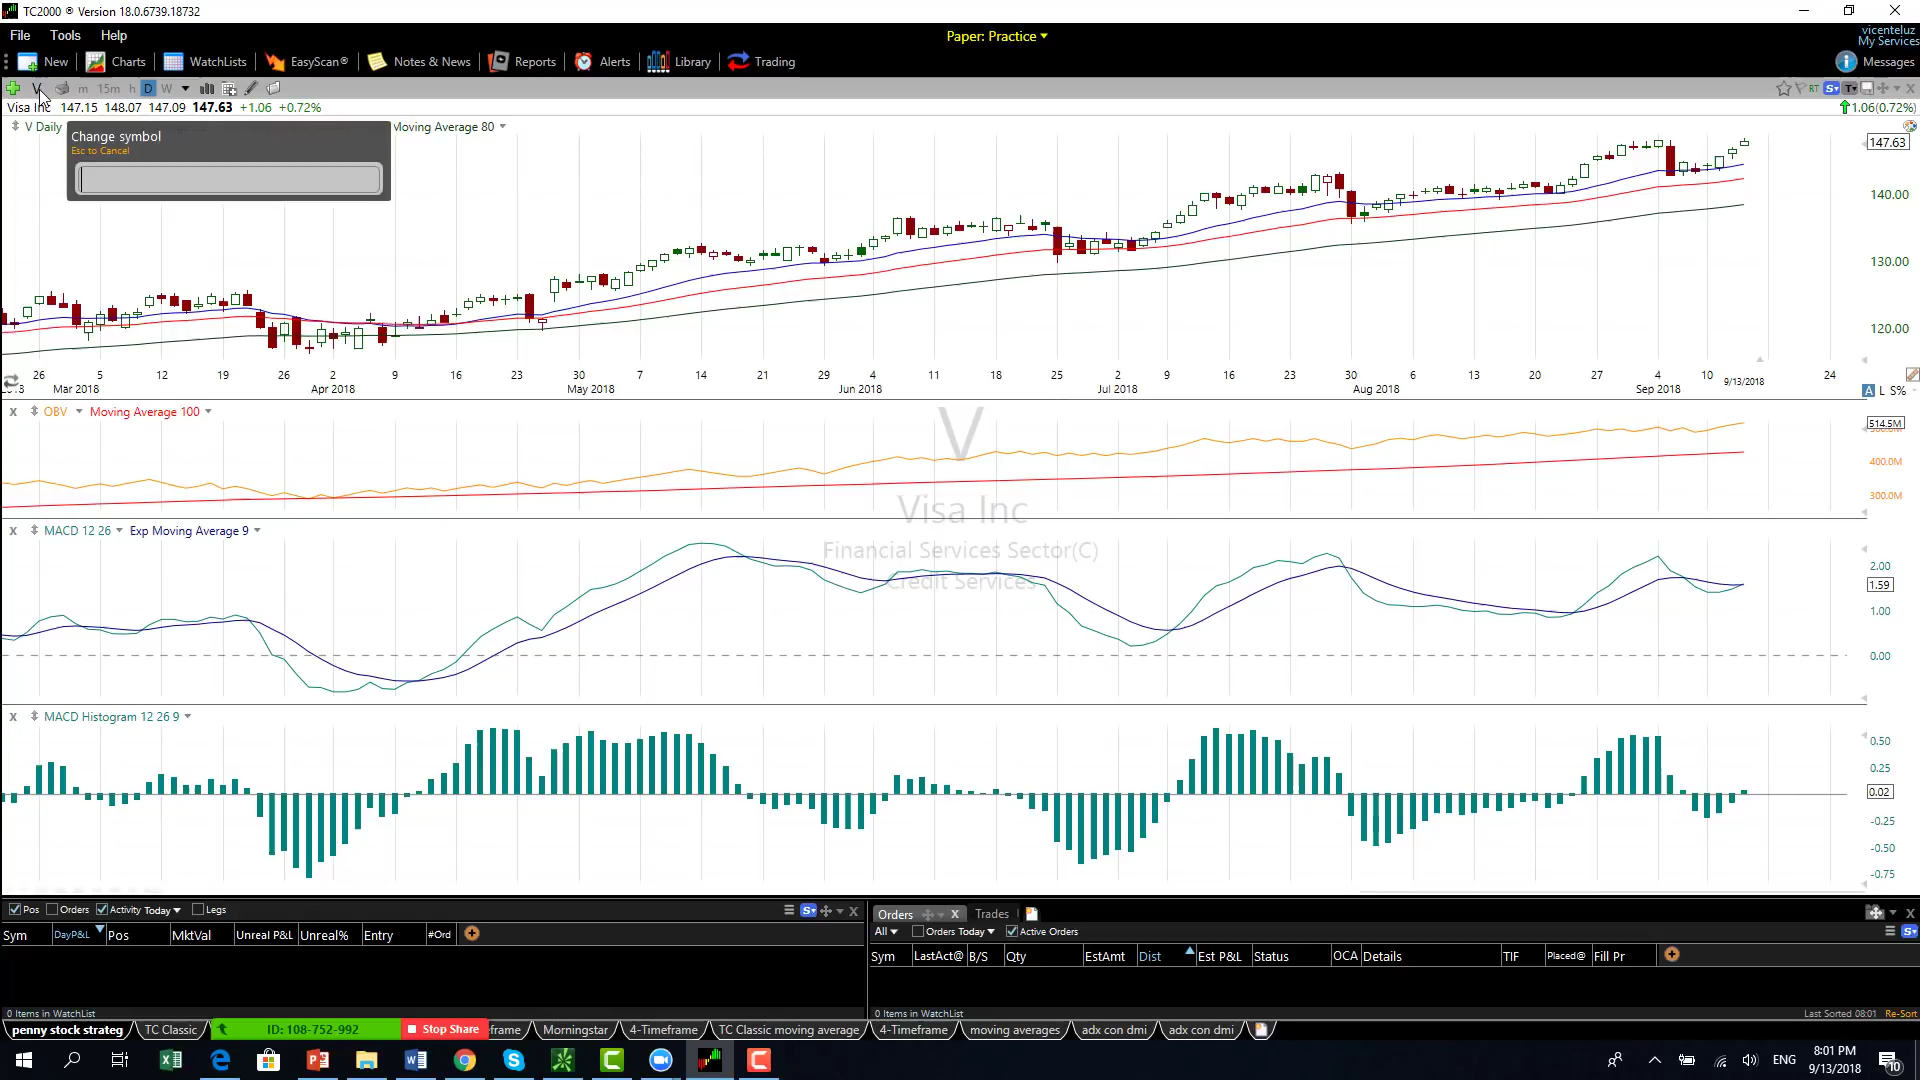 TC2000 ® Version 18.0.6739.18732
File Tools Help
Paper: Practice
vicenteluz
My Services
New Charts WatchLists EasyScan® Notes & News Reports Alerts Library Trading
Messages
V m 15m h D W
RT S T
Visa Inc 147.15 148.07 147.09 147.63 +1.06 +0.72%
1.06(0.72%)
V Daily
Moving Average 80
Change symbol
Esc to Cancel
147.63
140.00
130.00
120.00
26 5 12 19 26 2 9 16 23 30 7 14 21 29 4 11 18 25 2 9 16 23 30 6 13 20 27 4 10 9/13/2018 24
Mar 2018 Apr 2018 May 2018 Jun 2018 Jul 2018 Aug 2018 Sep 2018
A L S%
X OBV Moving Average 100
514.5M
400.0M
300.0M
V
Visa Inc
Financial Services Sector(C)
Credit Services
X MACD 12 26 Exp Moving Average 9
2.00
1.59
1.00
0.00
X MACD Histogram 12 26 9
0.50
0.25
0.02
-0.25
-0.50
-0.75
Pos Orders Activity Today Legs
S
Sym DayP&L Pos MktVal Unreal P&L Unreal% Entry #Ord
0 Items in WatchList
Orders X Trades
All Orders Today Active Orders
S
Sym LastAct@ B/S Qty EstAmt Dist Est P&L Status OCA Details TIF Placed@ Fill Pr
0 Items in WatchList
Last Sorted 08:01 Re-Sort
penny stock strateg TC Classic ID: 108-752-992 Stop Share frame Morningstar 4-Timeframe TC Classic moving average 4-Timeframe moving averages adx con dmi adx con dmi
ENG
8:01 PM
9/13/2018
10